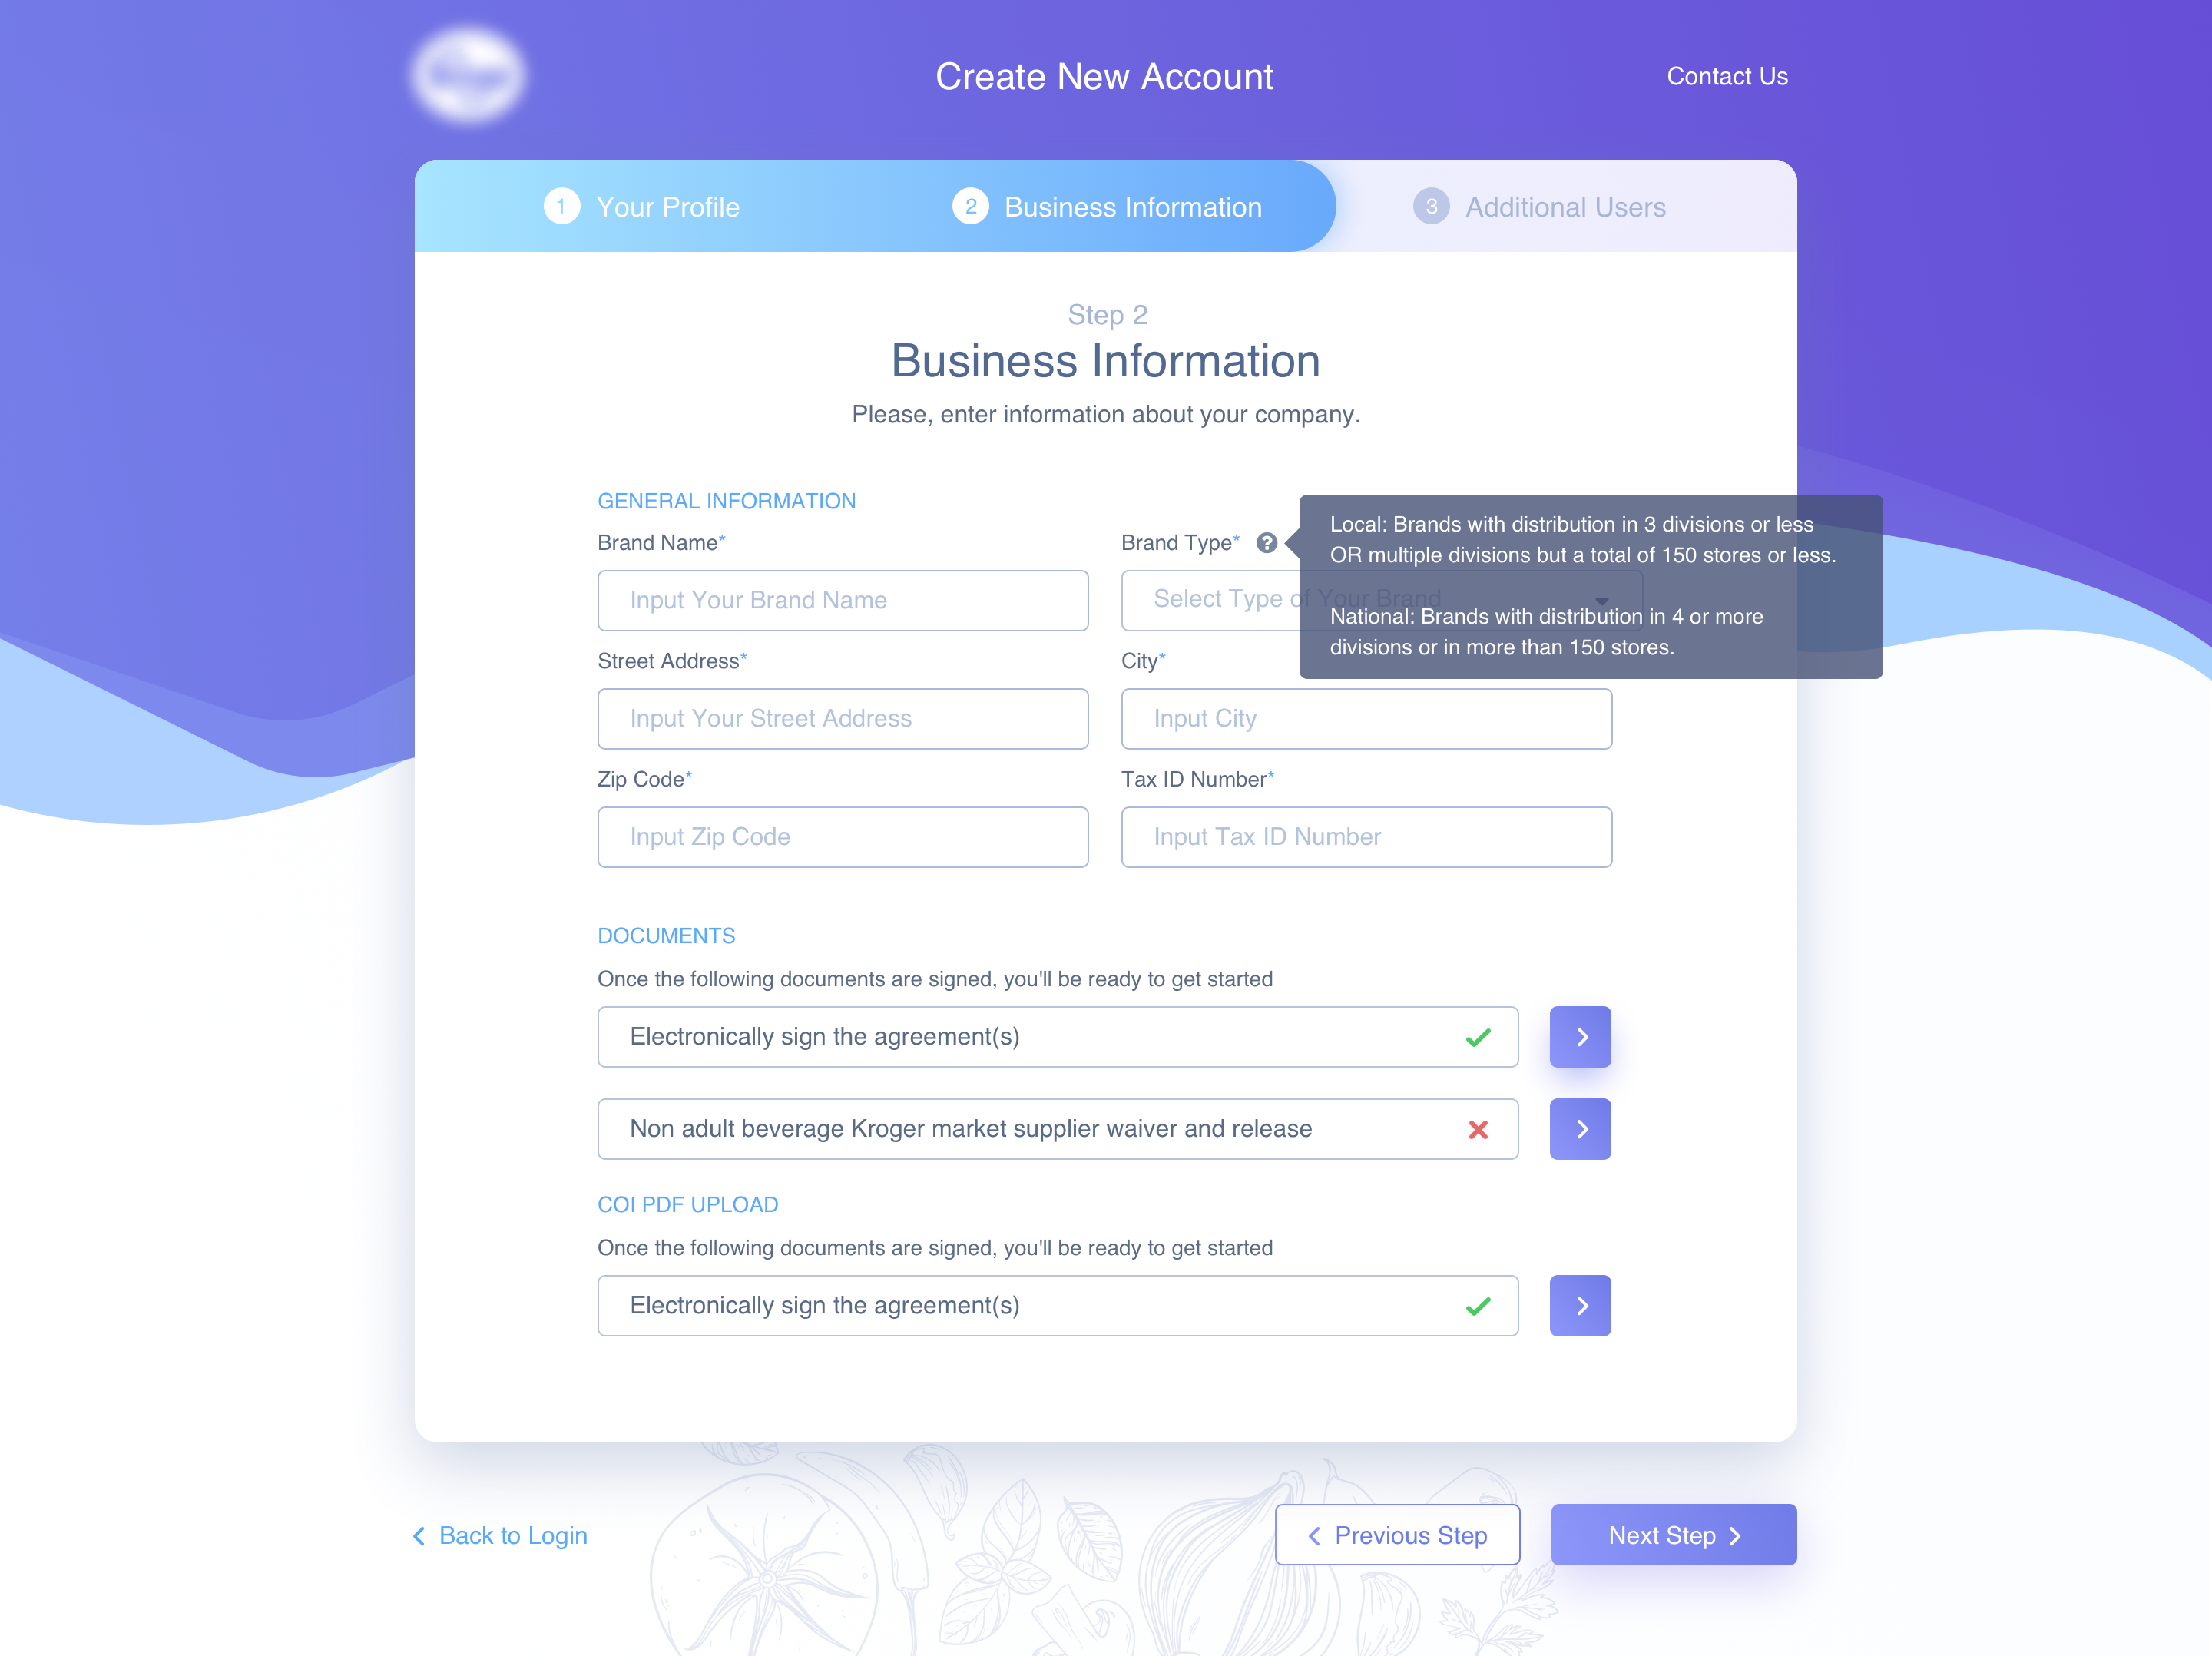 Create New Account
Contact Us
1 Your Profile
2 Business Information
3 Additional Users
Step 2
Business Information
Please, enter information about your company.
GENERAL INFORMATION
Brand Name*
Brand Type* ?
Local: Brands with distribution in 3 divisions or less
OR multiple divisions but a total of 150 stores or less.
National: Brands with distribution in 4 or more
divisions or in more than 150 stores.
Input Your Brand Name
Select Type of Your Brand
Street Address*
City*
Input Your Street Address
Input City
Zip Code*
Tax ID Number*
Input Zip Code
Input Tax ID Number
DOCUMENTS
Once the following documents are signed, you'll be ready to get started
Electronically sign the agreement(s)
Non adult beverage Kroger market supplier waiver and release
COI PDF UPLOAD
Once the following documents are signed, you'll be ready to get started
Electronically sign the agreement(s)
Back to Login
Previous Step
Next Step